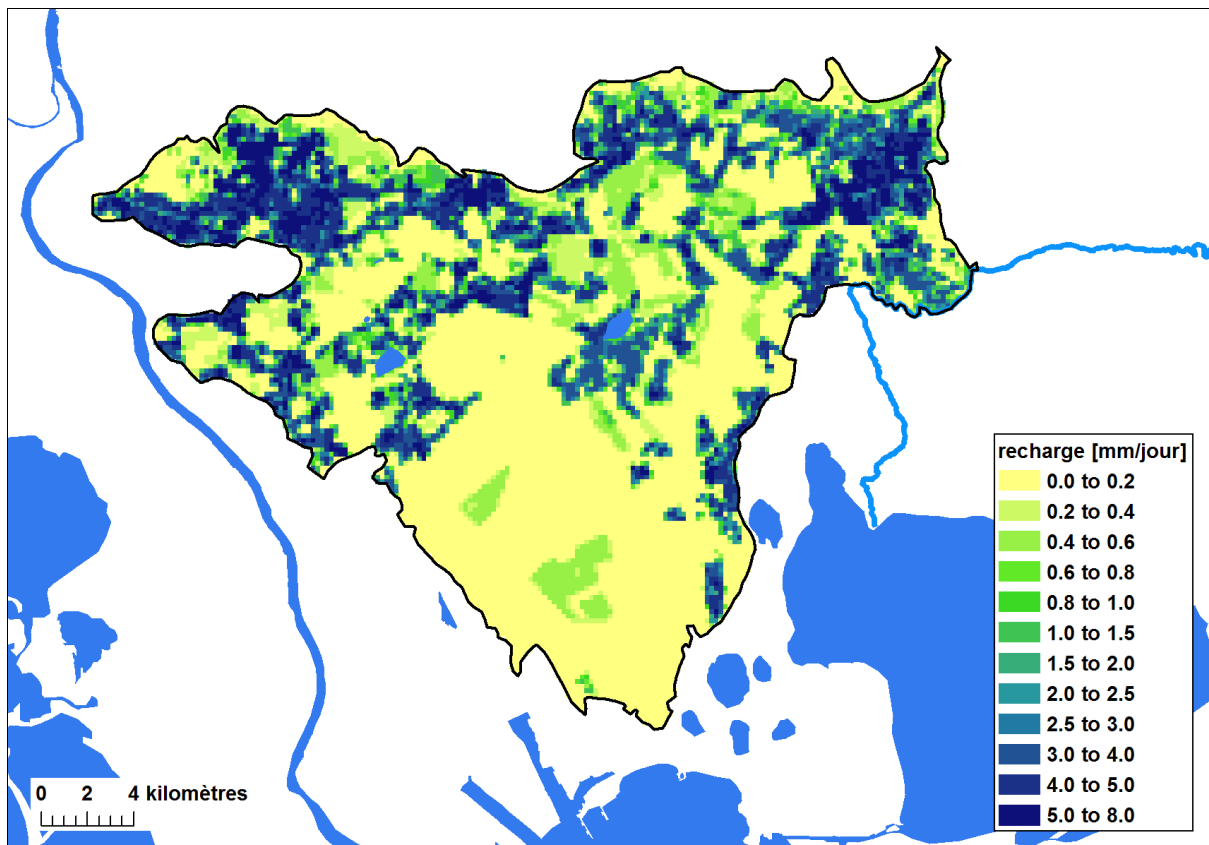 recharge [mm/jour]
0.0 to 0.2
0.2 to 0.4
0.4 to 0.6
0.6 to 0.8
0.8 to 1.0
1.0 to 1.5
1.5 to 2.0
2.0 to 2.5
2.5 to 3.0
3.0 to 4.0
4.0 to 5.0
5.0 to 8.0
0 2 4 kilomètres